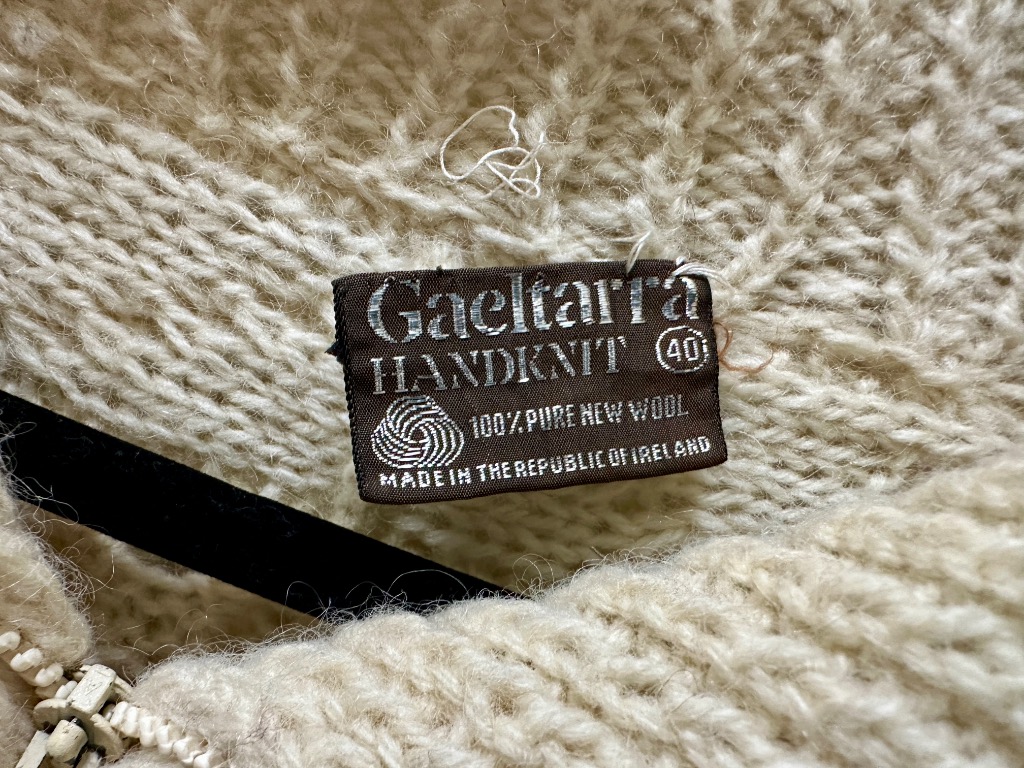 Gaeltarra
HANDKNIT 40
100% PURE NEW WOOL
MADE IN THE REPUBLIC OF IRELAND